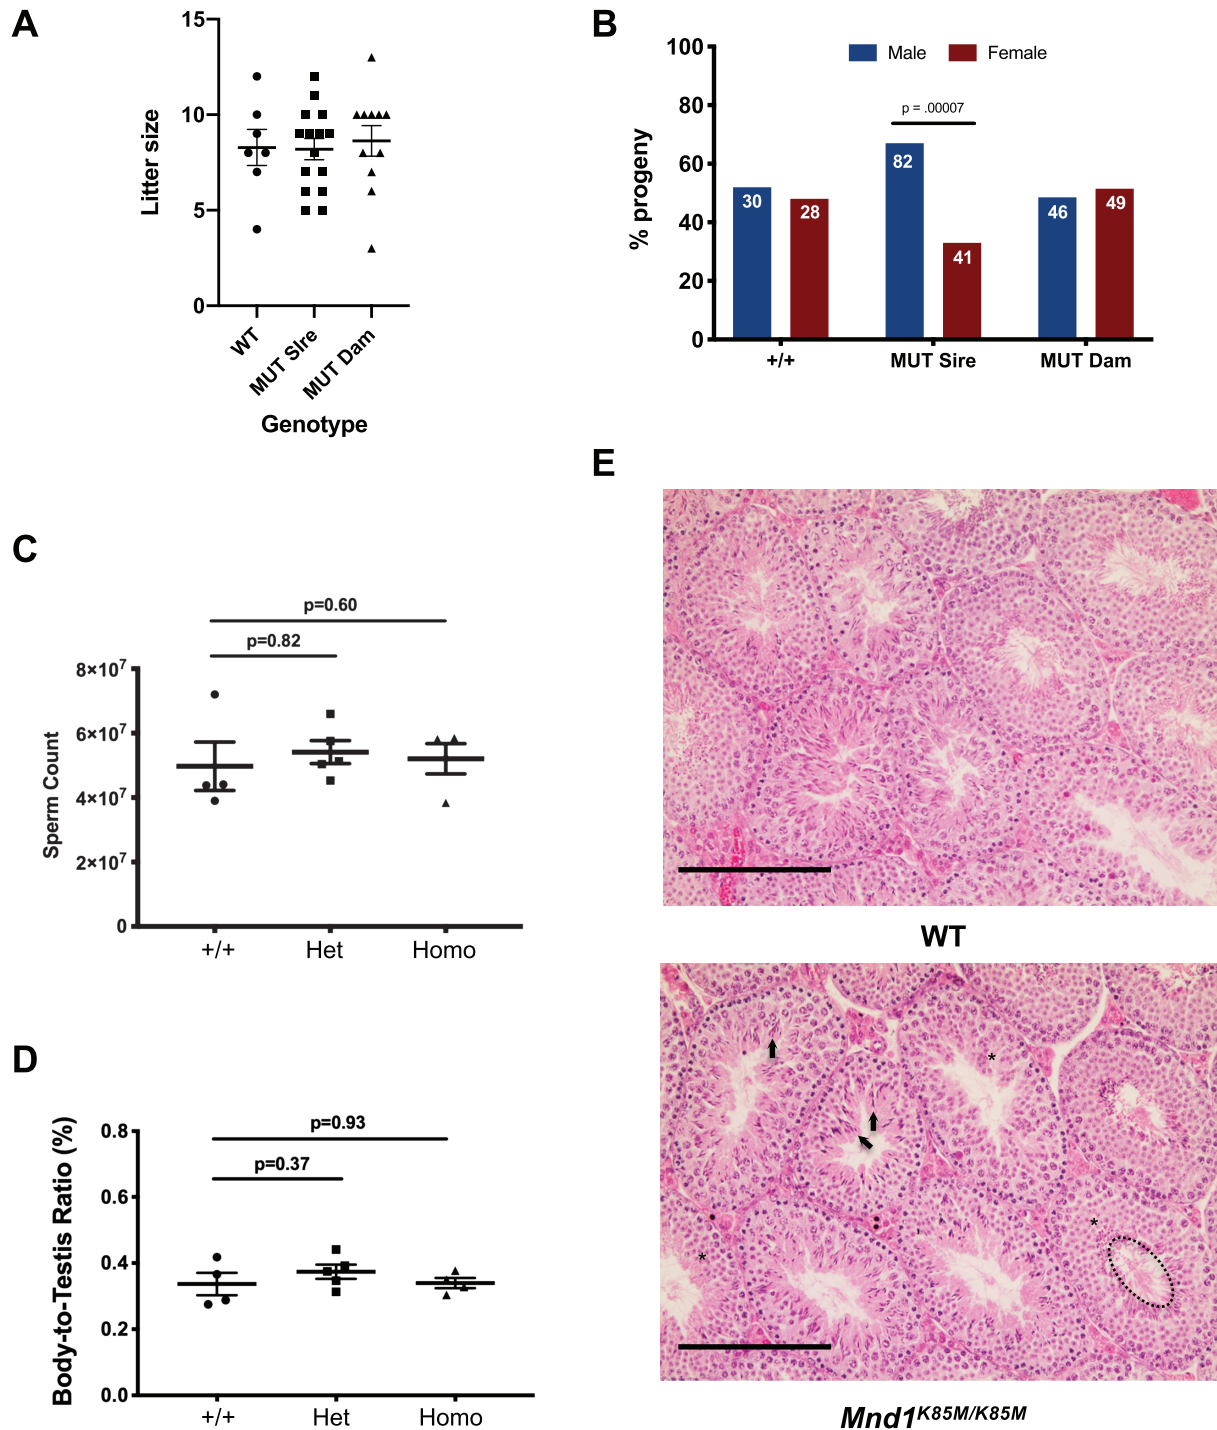 A
15
10
5
0
Litter size
WT
MUT SIre
MUT Dam
Genotype
B
Male
Female
100
80
60
40
20
0
% progeny
p = .00007
30
28
82
41
46
49
+/+
MUT Sire
MUT Dam
C
p=0.60
p=0.82
8×10⁷
6×10⁷
4×10⁷
2×10⁷
0
Sperm Count
+/+
Het
Homo
D
p=0.93
p=0.37
0.8
0.6
0.4
0.2
0.0
Body-to-Testis Ratio (%)
+/+
Het
Homo
E
WT
*
*
*
Mnd1ᴷ⁸⁵ᴹ/ᴷ⁸⁵ᴹ